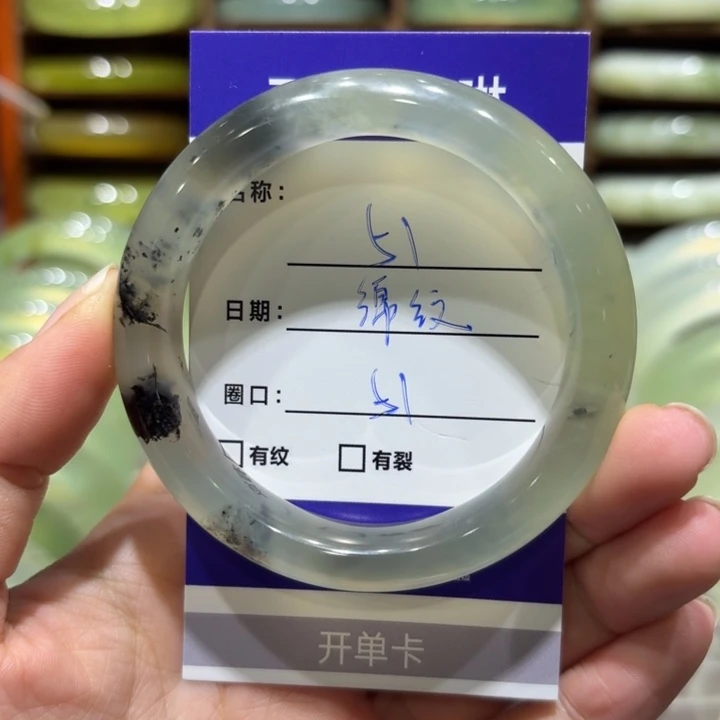 名称: 51
日期: 绵纹
圈口: 51
□有纹 □有裂
开单卡